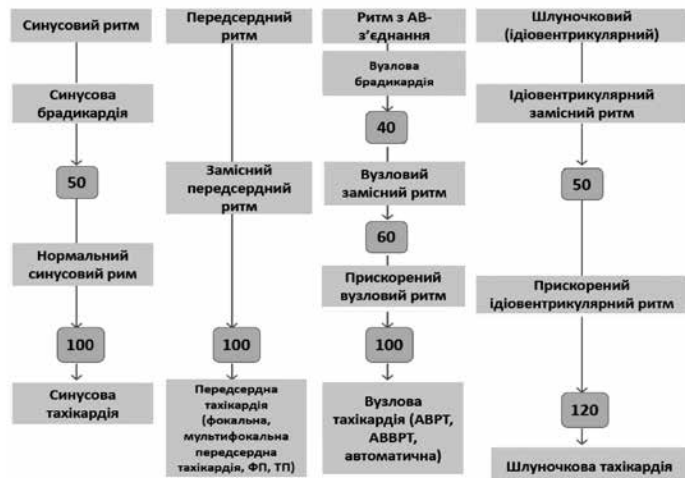 Синусовий ритм
Синусова
брадикардія
50
Нормальний
синусовий рим
100
Синусова
тахікардія
Передсердний
ритм
Замісний
передсердний
ритм
100
Передсердна
тахікардія
(фокальна,
мультифокальна
передсердна
тахікардія, ФП, ТП)
Ритм з АВ-
з’єднання
Вузлова
брадикардія
40
Вузловий
замісний ритм
60
Прискорений
вузловий ритм
100
Вузлова
тахікардія (АВРТ,
АВВРТ,
автоматична)
Шлуночковий
(ідіовентрикулярний)
Ідіовентрикулярний
замісний ритм
50
Прискорений
ідіовентрикулярний ритм
120
Шлуночкова тахікардія